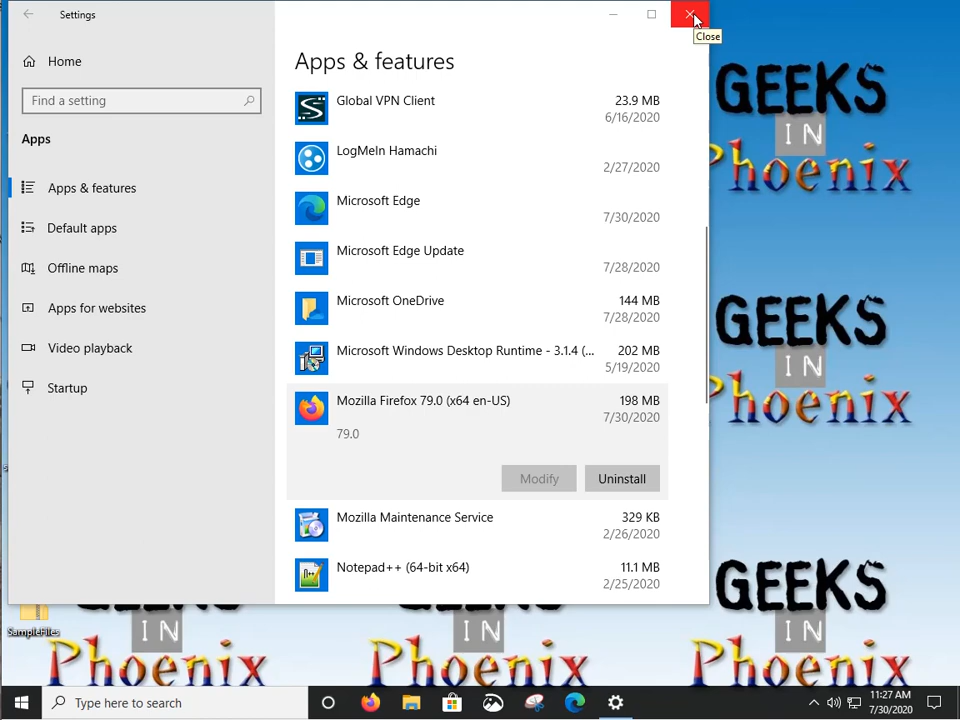 Settings
Close
Home
Find a setting
Apps
Apps & features
Default apps
Offline maps
Apps for websites
Video playback
Startup
Apps & features
Global VPN Client 23.9 MB
6/16/2020
LogMeIn Hamachi
2/27/2020
Microsoft Edge
7/30/2020
Microsoft Edge Update
7/28/2020
Microsoft OneDrive 144 MB
7/28/2020
Microsoft Windows Desktop Runtime - 3.1.4 (... 202 MB
5/19/2020
Mozilla Firefox 79.0 (x64 en-US) 198 MB
7/30/2020
79.0
Modify Uninstall
Mozilla Maintenance Service 329 KB
2/26/2020
Notepad++ (64-bit x64) 11.1 MB
2/25/2020
GEEKS
IN
Phoenix
GEEKS
IN
Phoenix
GEEKS
IN
Phoenix
SampleFiles
IN
Phoenix
IN
Phoenix
Type here to search
11:27 AM
7/30/2020